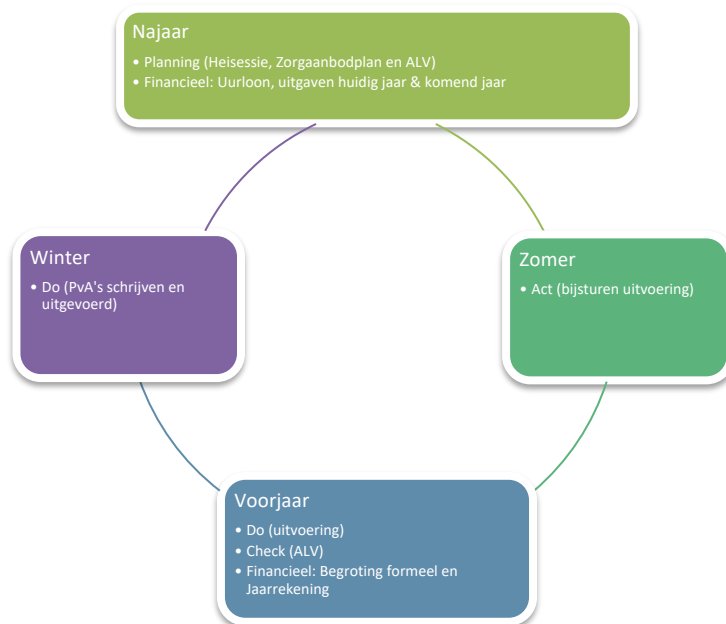 Najaar
• Planning (Heisessie, Zorgaanbodplan en ALV)
• Financieel: Uurloon, uitgaven huidig jaar & komend jaar
Winter
• Do (PvA's schrijven en
uitgevoerd)
Zomer
• Act (bijsturen uitvoering)
Voorjaar
• Do (uitvoering)
• Check (ALV)
• Financieel: Begroting formeel en
Jaarrekening